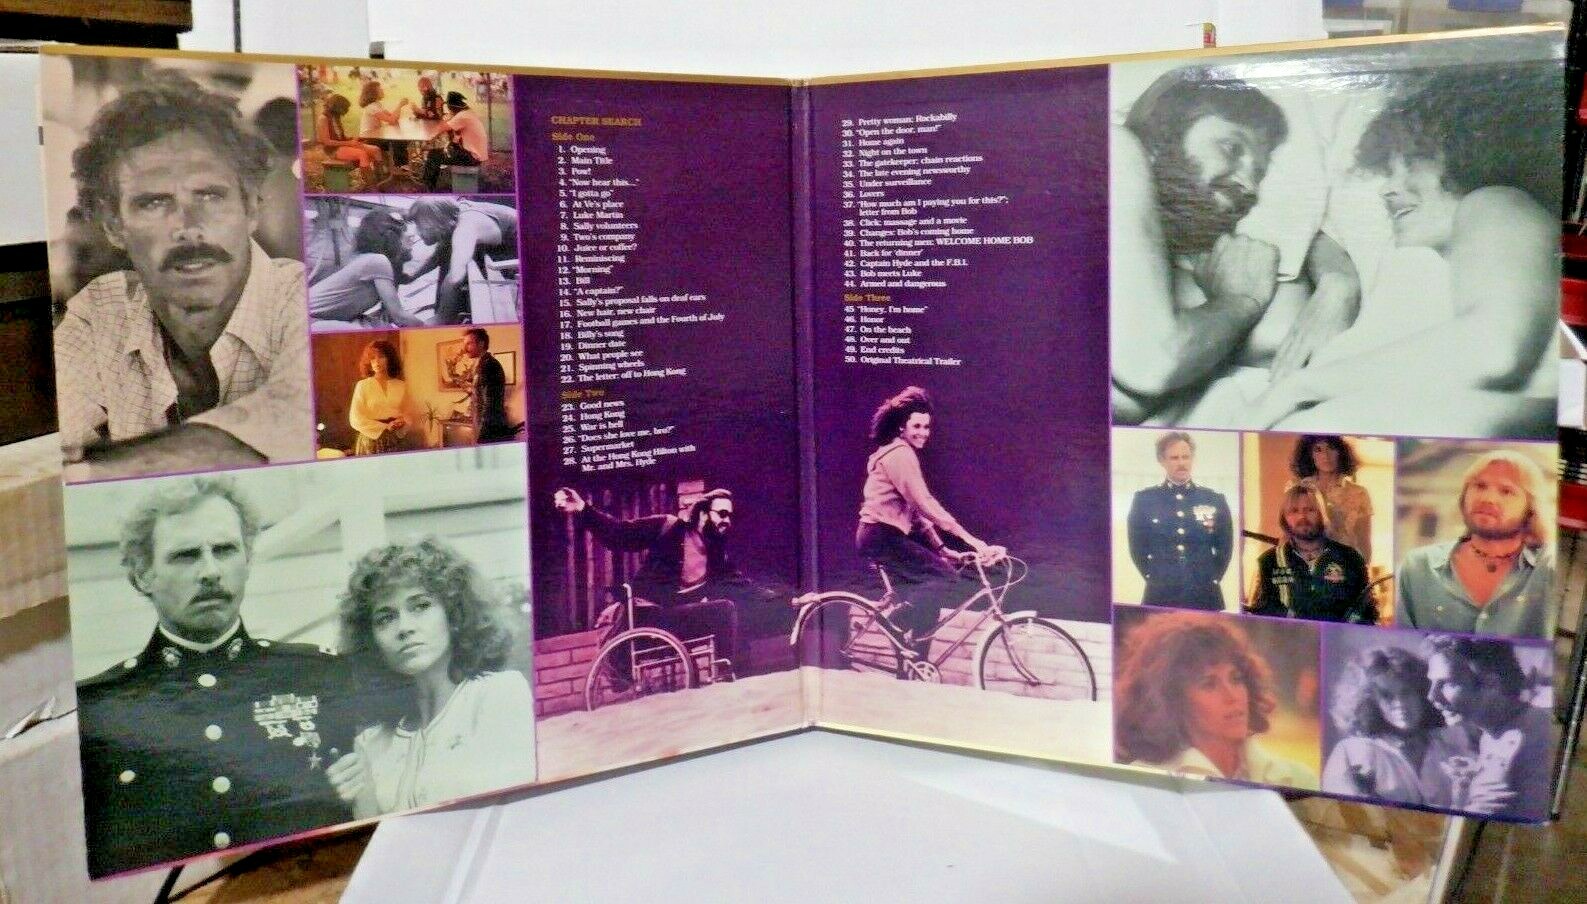 CHAPTER SEARCH
Side One
1. Opening
2. Main Title
3. Pow!
4. "Now hear this..."
5. "I gotta go"
6. At Ve's place
7. Luke Martin
8. Sally volunteers
9. Two's company
10. Juice or coffee?
11. Reminiscing
12. "Morning"
13. Bill
14. "A captain?"
15. Sally's proposal falls on deaf ears
16. New hair, new chair
17. Football games and the Fourth of July
18. Billy's song
19. Dinner date
20. What people see
21. Spinning wheels
22. The letter: off to Hong Kong
Side Two
23. Good news
24. Hong Kong
25. War is hell
26. "Does she love me, bro?"
27. Supermarket
28. At the Hong Kong Hilton with
Mr. and Mrs. Hyde
29. Pretty woman: Rockabilly
30. "Open the door, man!"
31. Home again
32. Night on the town
33. The gatekeeper: chain reactions
34. The late evening newsworthy
35. Under surveillance
36. Lovers
37. "How much am I paying you for this?";
letter from Bob
38. Click: massage and a movie
39. Changes: Bob's coming home
40. The returning men: WELCOME HOME BOB
41. Back for 'dinner'
42. Captain Hyde and the F.B.I.
43. Bob meets Luke
44. Armed and dangerous
Side Three
45 "Honey, I'm home"
46. Honor
47. On the beach
48. Over and out
49. End credits
50. Original Theatrical Trailer